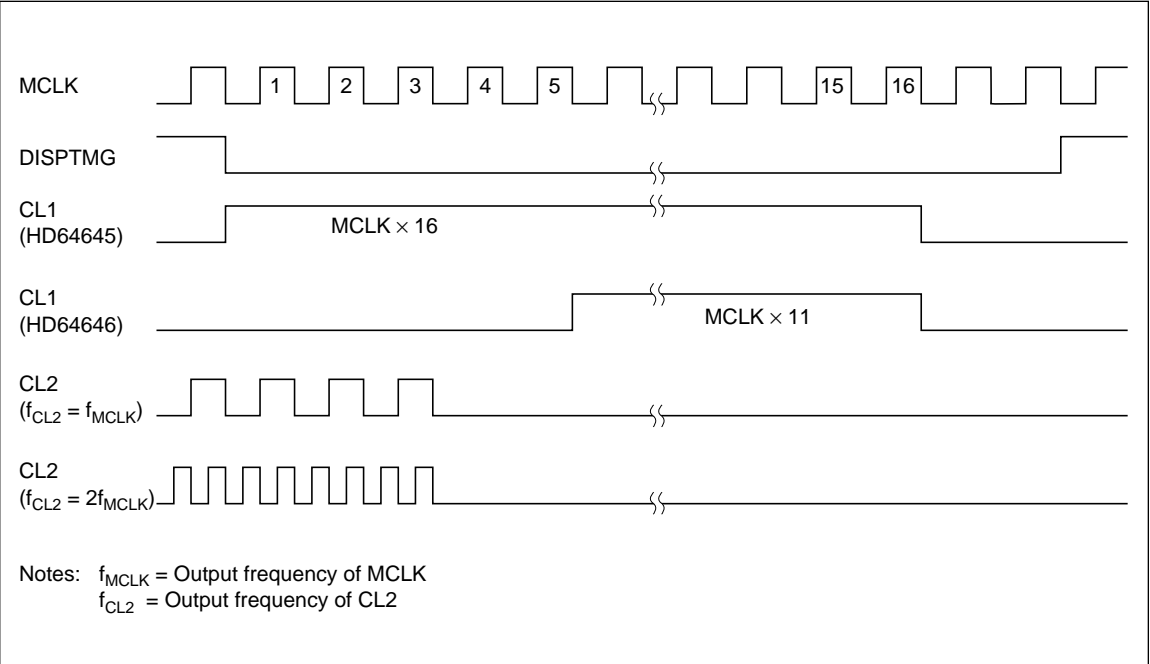 MCLK
1 2 3 4 5 15 16
DISPTMG
CL1
(HD64645)
MCLK × 16
CL1
(HD64646)
MCLK × 11
CL2
(fCL2 = fMCLK)
CL2
(fCL2 = 2fMCLK)
Notes: fMCLK = Output frequency of MCLK
fCL2 = Output frequency of CL2